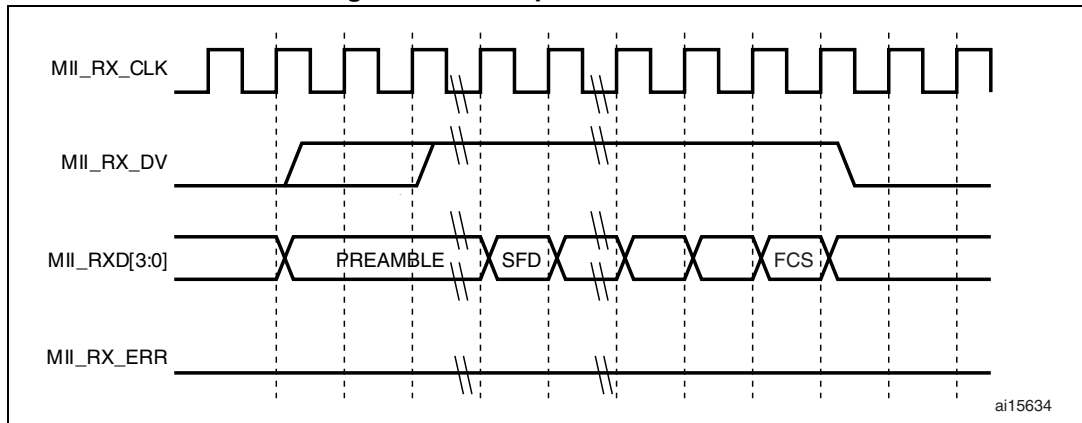 MII_RX_CLK
MII_RX_DV
MII_RXD[3:0]
PREAMBLE
SFD
FCS
MII_RX_ERR
ai15634